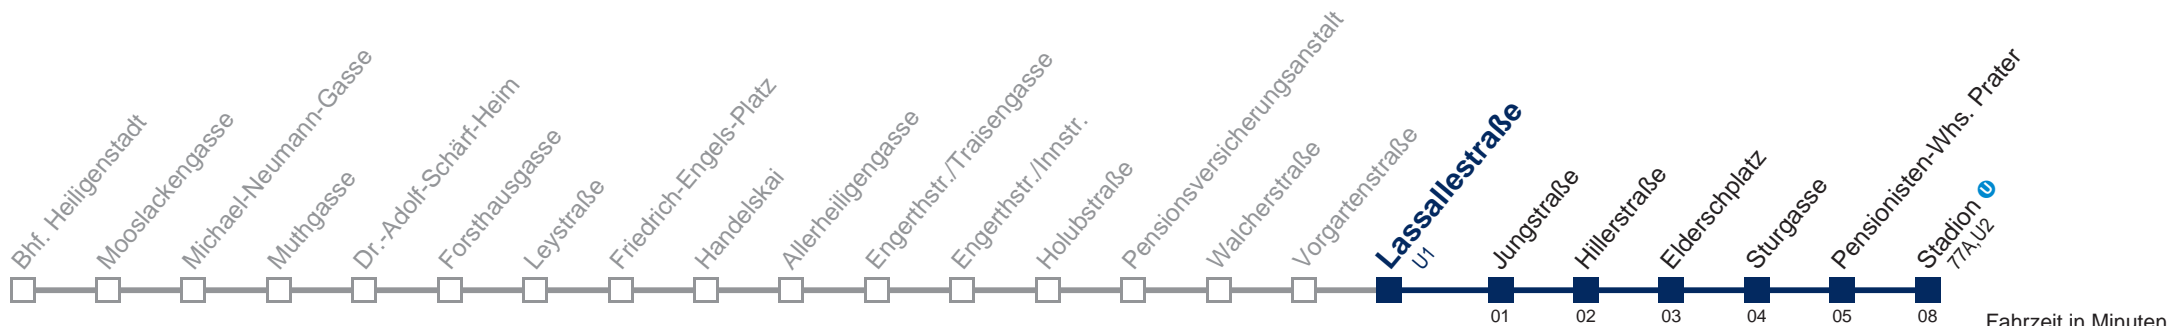 Bhf. Heiligenstadt
Mooslackengasse
Michael-Neumann-Gasse
Muthgasse
Dr.-Adolf-Schärf-Heim
Forsthausgasse
Leystraße
Friedrich-Engels-Platz
Handelskai
Allerheiligengasse
Engerthstr./Traisengasse
Engerthstr./Innstr.
Holubstraße
Pensionsversicherungsanstalt
Walcherstraße
Vorgartenstraße
Lassallestraße
U1
Jungstraße
Hillerstraße
Elderschplatz
Sturgasse
Pensionisten-Whs. Prater
Stadion U
77A,U2
01 02 03 04 05 08
Fahrzeit in Minuten